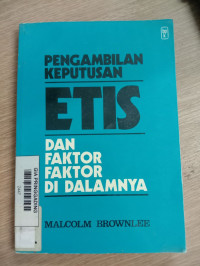 PENGAMBILAN
KEPUTUSAN
ETIS
DAN
FAKTOR
FAKTOR
DI DALAMNYA
MALCOLM BROWNLEE